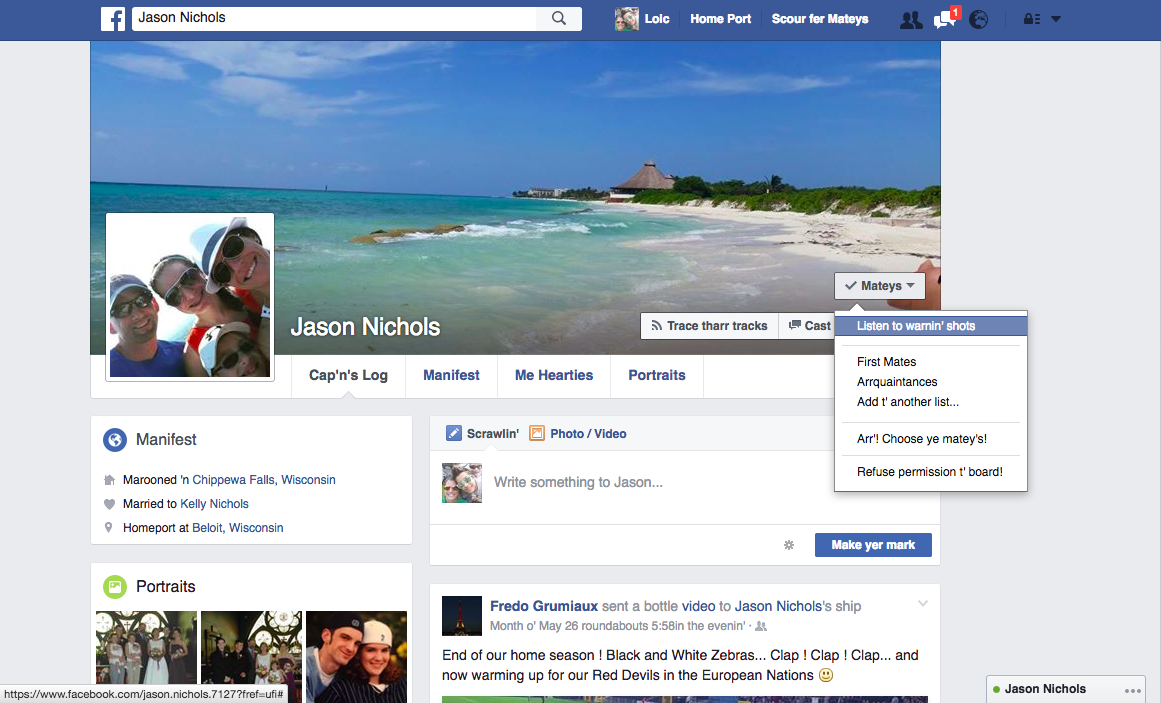 f
Jason Nichols
Loic
Home Port
Scour fer Mateys
1
Mateys
Jason Nichols
Trace tharr tracks
Cast
Listen to warnin' shots
First Mates
Arrquaintances
Add t' another list...
Arr'! Choose ye matey's!
Refuse permission t' board!
Cap'n's Log
Manifest
Me Hearties
Portraits
Manifest
Marooned 'n Chippewa Falls, Wisconsin
Married to Kelly Nichols
Homeport at Beloit, Wisconsin
Portraits
Scrawlin'
Photo / Video
Write something to Jason...
Make yer mark
Fredo Grumiaux sent a bottle video to Jason Nichols's ship
Month o' May 26 roundabouts 5:58in the evenin' ·
End of our home season ! Black and White Zebras... Clap ! Clap ! Clap... and
now warming up for our Red Devils in the European Nations
https://www.facebook.com/jason.nichols.7127?fref=ufi#
Jason Nichols